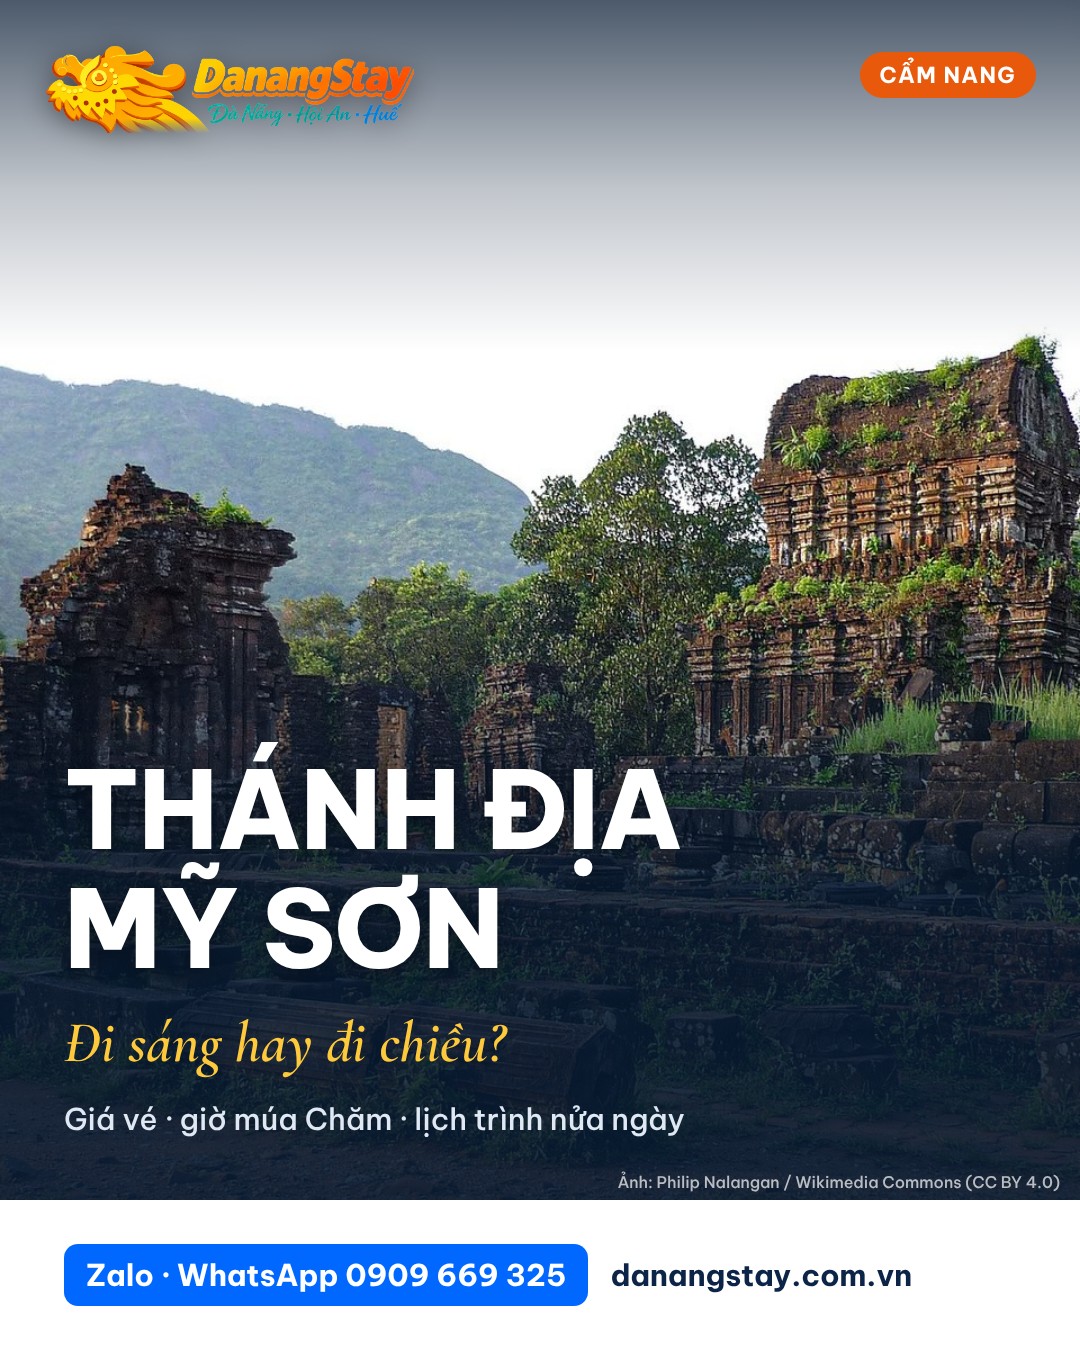 DanangStay
Đà Nẵng · Hội An · Huế
CẨM NANG
THÁNH ĐỊA
MỸ SƠN
Đi sáng hay đi chiều?
Giá vé · giờ múa Chăm · lịch trình nửa ngày
Ảnh: Philip Nalangan / Wikimedia Commons (CC BY 4.0)
Zalo · WhatsApp 0909 669 325
danangstay.com.vn